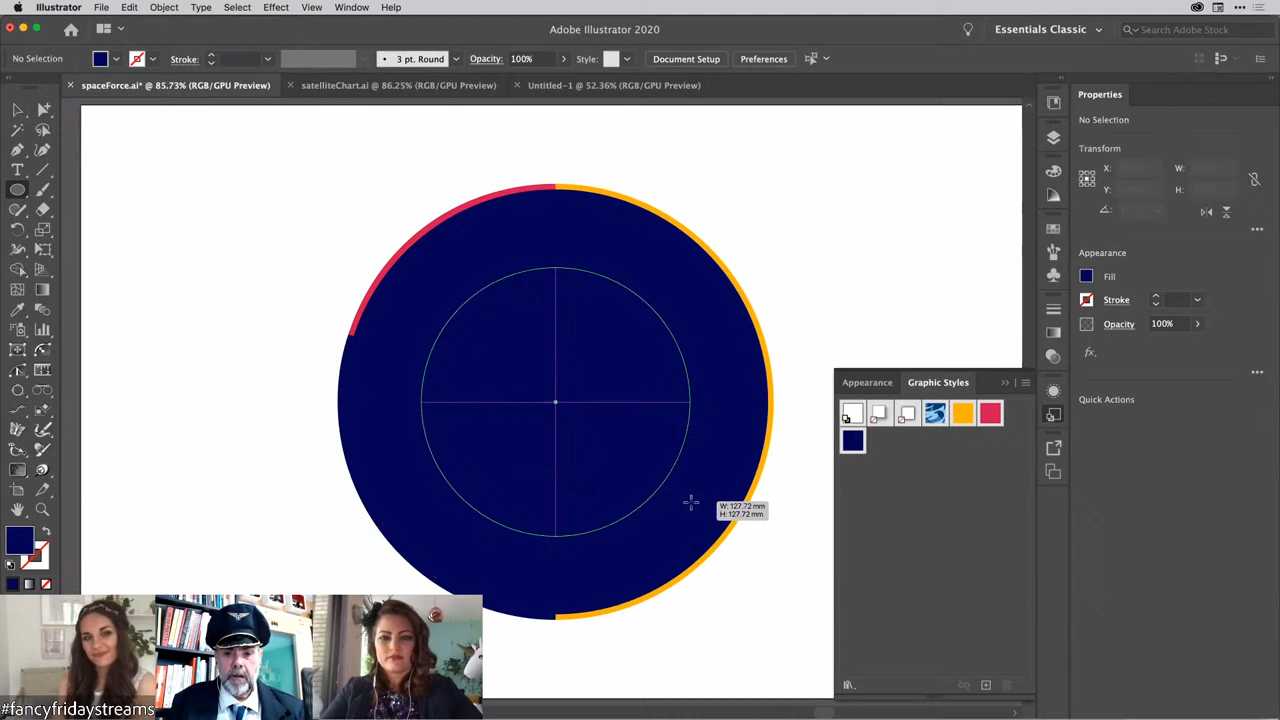 Illustrator File Edit Object Type Select Effect View Window Help
Adobe Illustrator 2020
Essentials Classic
Search Adobe Stock
No Selection
Stroke:
3 pt. Round
Opacity: 100%
Style:
Document Setup
Preferences
× spaceForce.ai* @ 85.73% (RGB/GPU Preview)
× satelliteChart.ai @ 86.25% (RGB/GPU Preview)
× Untitled-1 @ 52.36% (RGB/GPU Preview)
Properties
No Selection
Transform
X: W:
Y: H:
Appearance
Fill
Stroke
Opacity 100%
fx.
Quick Actions
Appearance Graphic Styles
W: 127.72 mm
H: 127.72 mm
#fancyfridaystreams